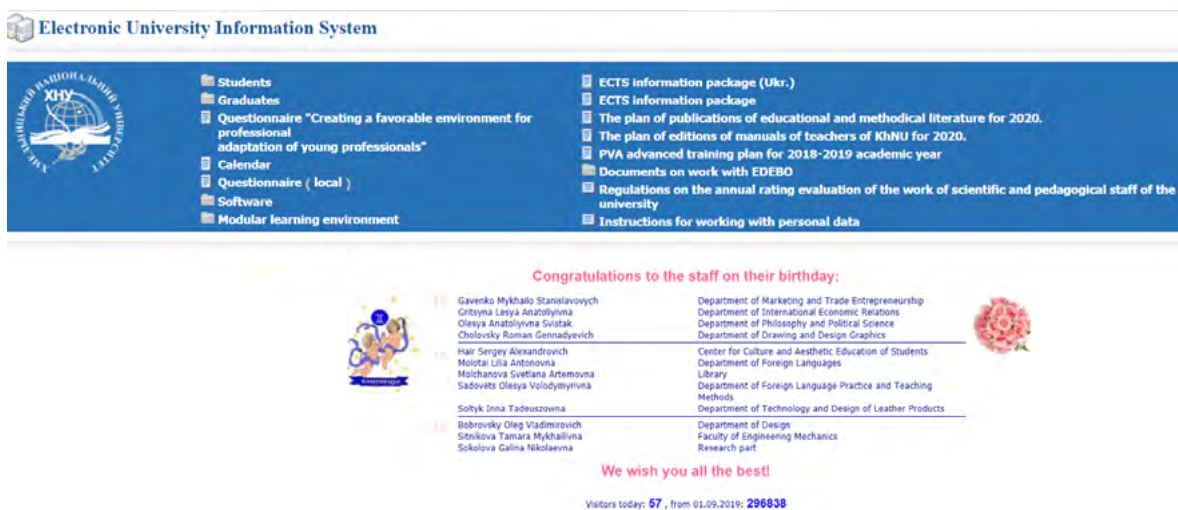 Electronic University Information System
ХНУ
ХМЕЛЬНИЦЬКИЙ НАЦІОНАЛЬНИЙ УНІВЕРСИТЕТ
Students
Graduates
Questionnaire "Creating a favorable environment for
professional
adaptation of young professionals"
Calendar
Questionnaire ( local )
Software
Modular learning environment
ECTS information package (Ukr.)
ECTS information package
The plan of publications of educational and methodical literature for 2020.
The plan of editions of manuals of teachers of KhNU for 2020.
PVA advanced training plan for 2018-2019 academic year
Documents on work with EDEBO
Regulations on the annual rating evaluation of the work of scientific and pedagogical staff of the
university
Instructions for working with personal data
Congratulations to the staff on their birthday:
Gavenko Mykhailo Stanislavovych Department of Marketing and Trade Entrepreneurship
Gritsyna Lesya Anatoliyivna Department of International Economic Relations
Olesya Anatoliyivna Svistak Department of Philosophy and Political Science
Cholovsky Roman Gennadyevich Department of Drawing and Design Graphics
Hair Sergey Alexandrovich Center for Culture and Aesthetic Education of Students
Molotai Lilia Antonovna Department of Foreign Languages
Molchanova Svetlana Artemovna Library
Sadovets Olesya Volodymyrivna Department of Foreign Language Practice and Teaching
Methods
Soltyk Inna Tadeuszowna Department of Technology and Design of Leather Products
Bobrovsky Oleg Vladimirovich Department of Design
Sitnikova Tamara Mykhailivna Faculty of Engineering Mechanics
Sokolova Galina Nikolaevna Research part
We wish you all the best!
Visitors today: 57 , from 01.09.2019: 296838